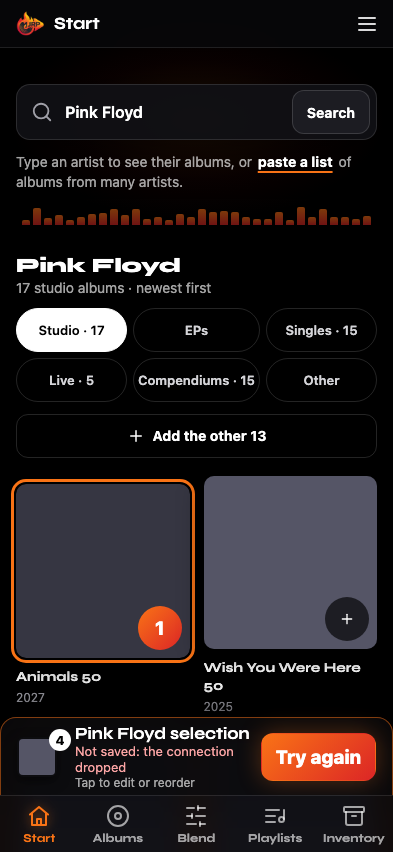 Start
Pink Floyd
Search
Type an artist to see their albums, or paste a list of
albums from many artists.
Pink Floyd
17 studio albums · newest first
Studio · 17
EPs
Singles · 15
Live · 5
Compendiums · 15
Other
+ Add the other 13
1
+
Animals 50
2027
Wish You Were Here
50
2025
4
Pink Floyd selection
Not saved: the connection
dropped
Tap to edit or reorder
Try again
Start
Albums
Blend
Playlists
Inventory